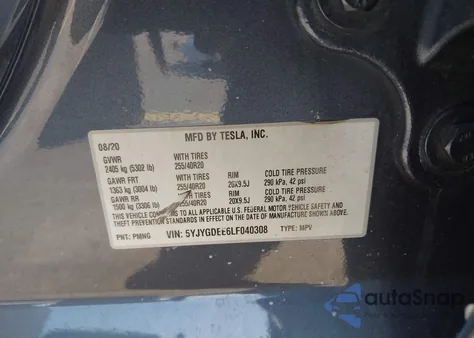 MFD BY TESLA, INC.
08/20
GVWR WITH TIRES
2405 kg (5302 lb) 255/40R20
GAWR FRT WITH TIRES RIM COLD TIRE PRESSURE
1363 kg (3004 lb) 255/40R20 20X9.5J 290 kPa, 42 psi
GAWR RR TIRES RIM COLD TIRE PRESSURE
1500 kg (3306 lb) 255/40R20 20X9.5J 290 kPa, 42 psi
THIS VEHICLE CONFORMS TO ALL APPLICABLE U.S. FEDERAL MOTOR VEHICLE SAFETY AND
THEFT PREVENTION STANDARDS IN EFFECT ON THE DATE OF MANUFACTURE SHOWN ABOVE.
PNT: PMNG VIN: 5YJYGDEE6LF040308 TYPE: MPV
autoSnap